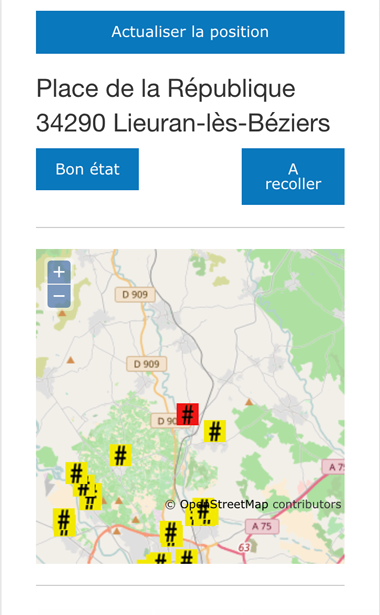 Actualiser la position
Place de la République
34290 Lieuran-lès-Béziers
Bon état
A
recoller
+
−
D 909
D 909
D 90
#
#
#
#
#
#
#
#
#
#
#
© OpenStreetMap contributors
A 75
A 75
63